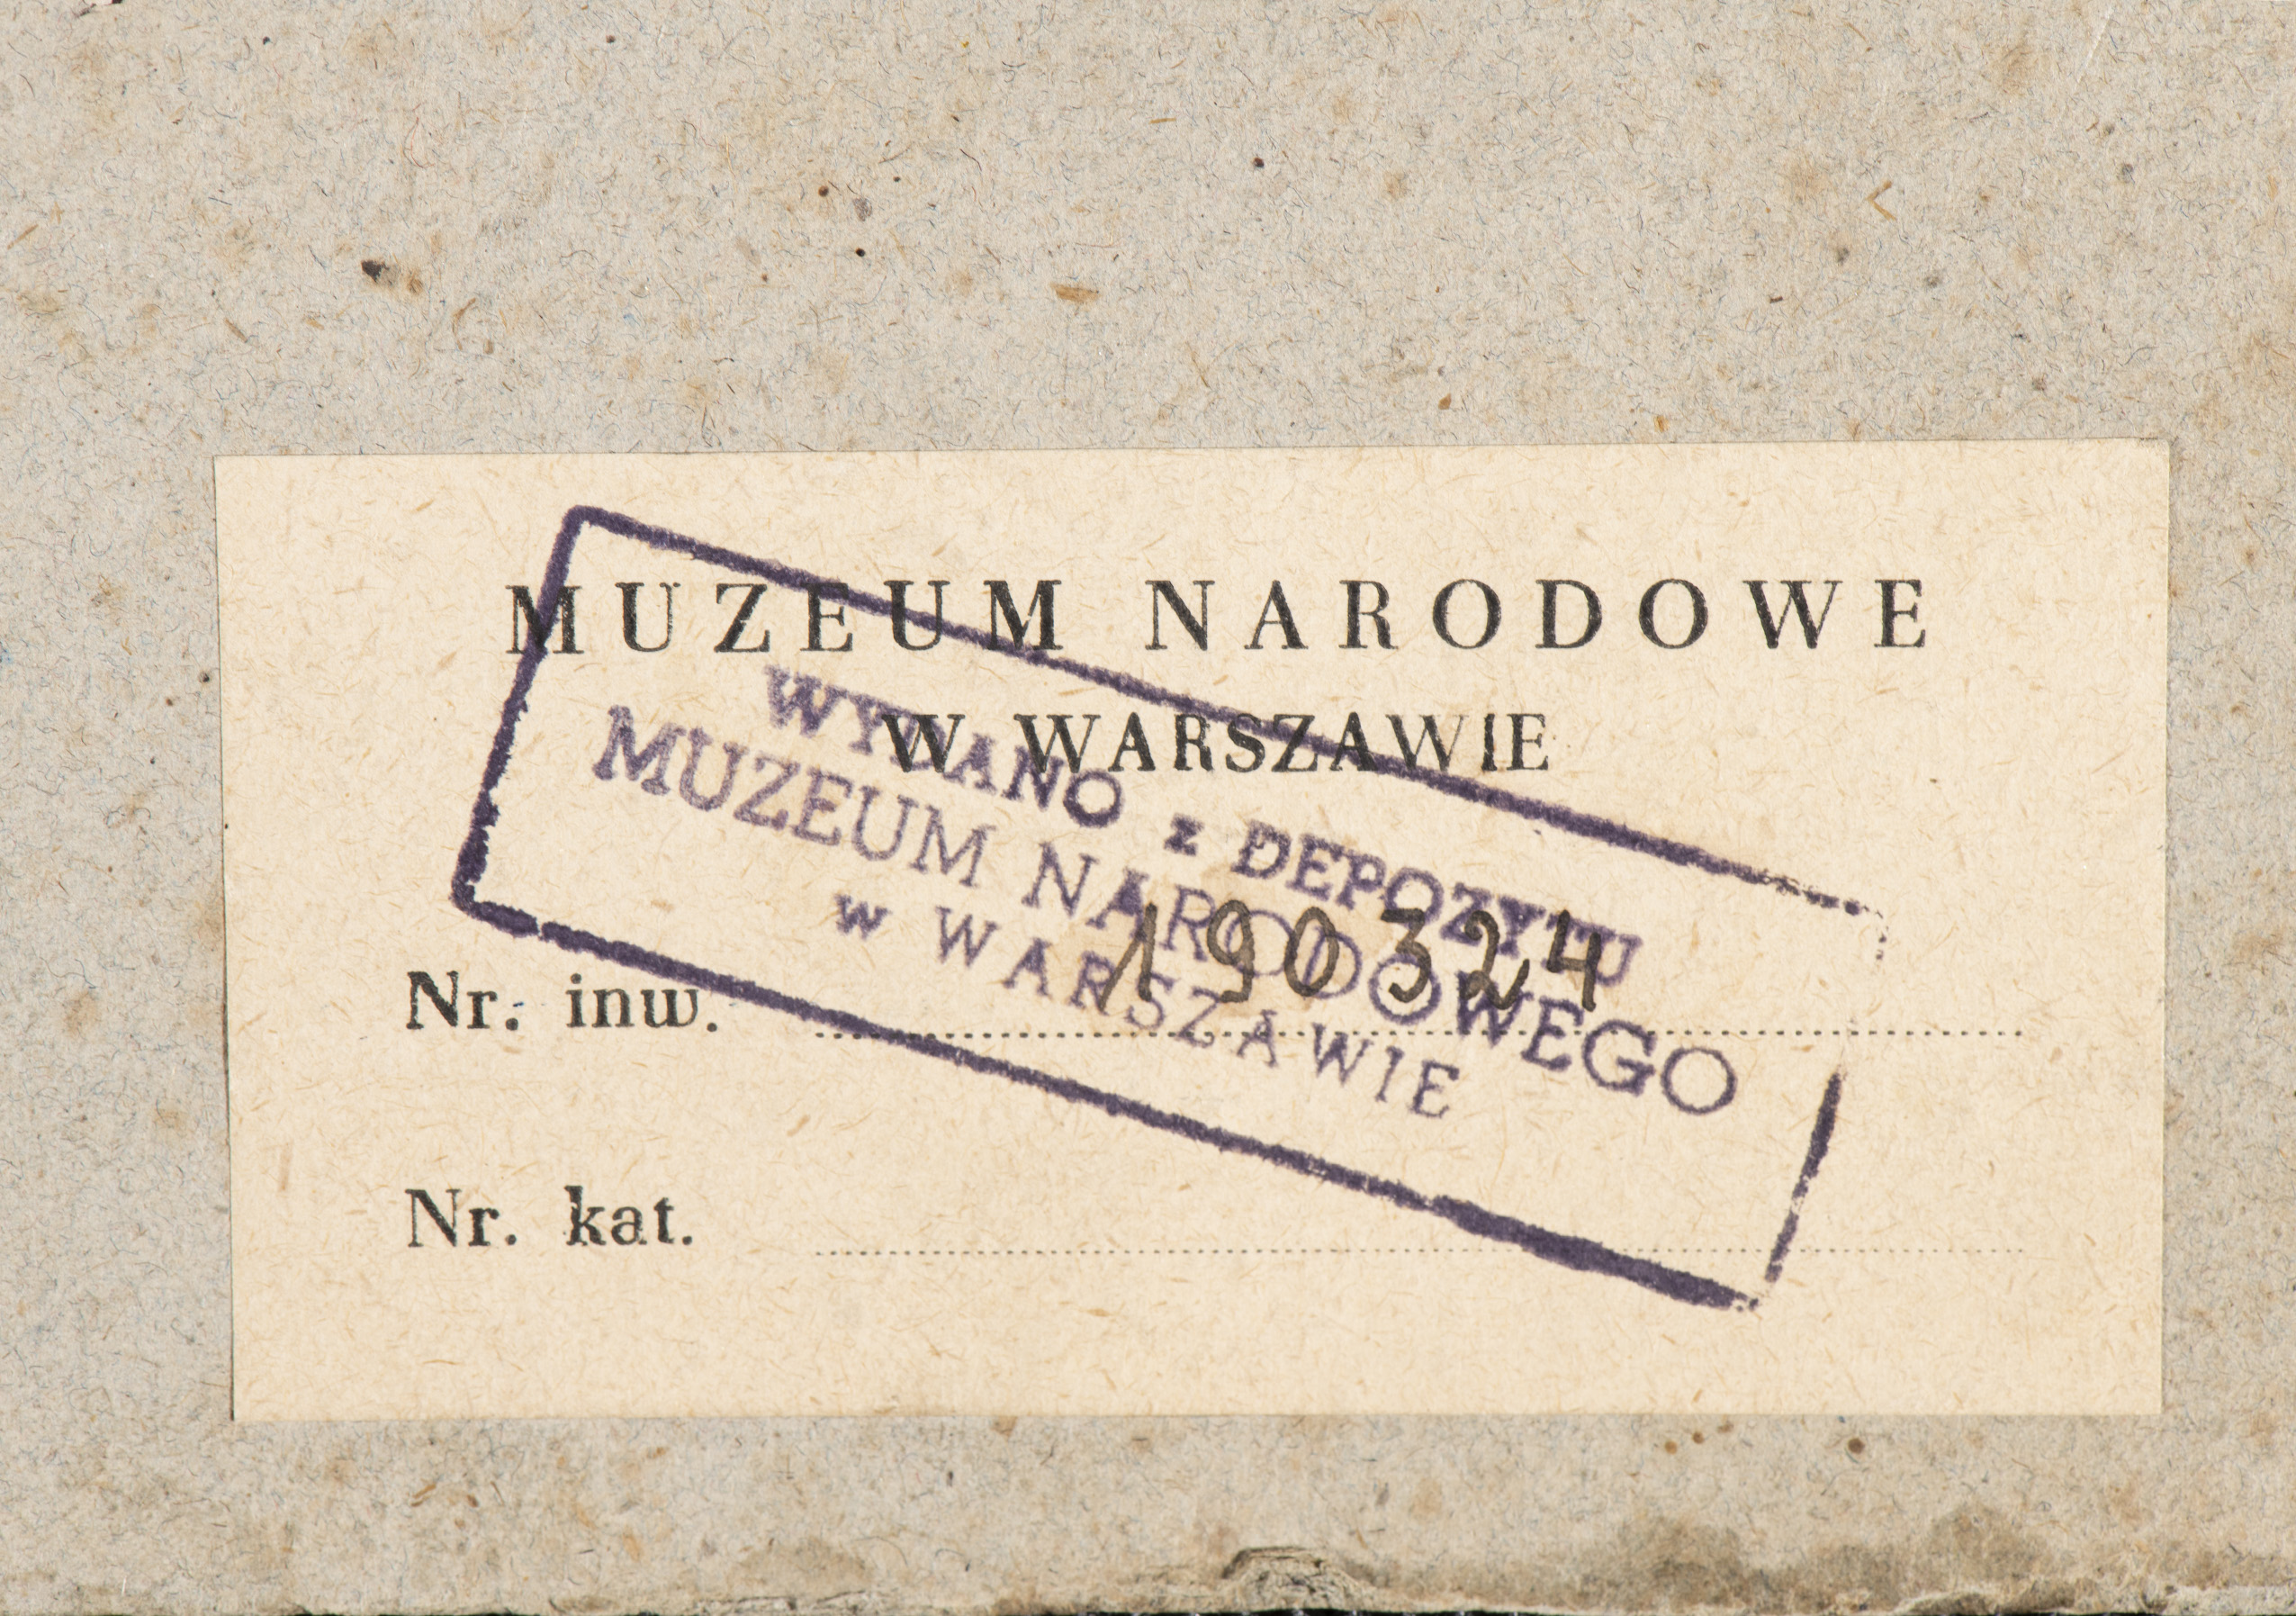 MUZEUM NARODOWE
W WARSZAWIE
WYDANO z DEPOZYTU
MUZEUM NARODOWEGO
w WARSZAWIE
Nr. inw. 190324
Nr. kat.